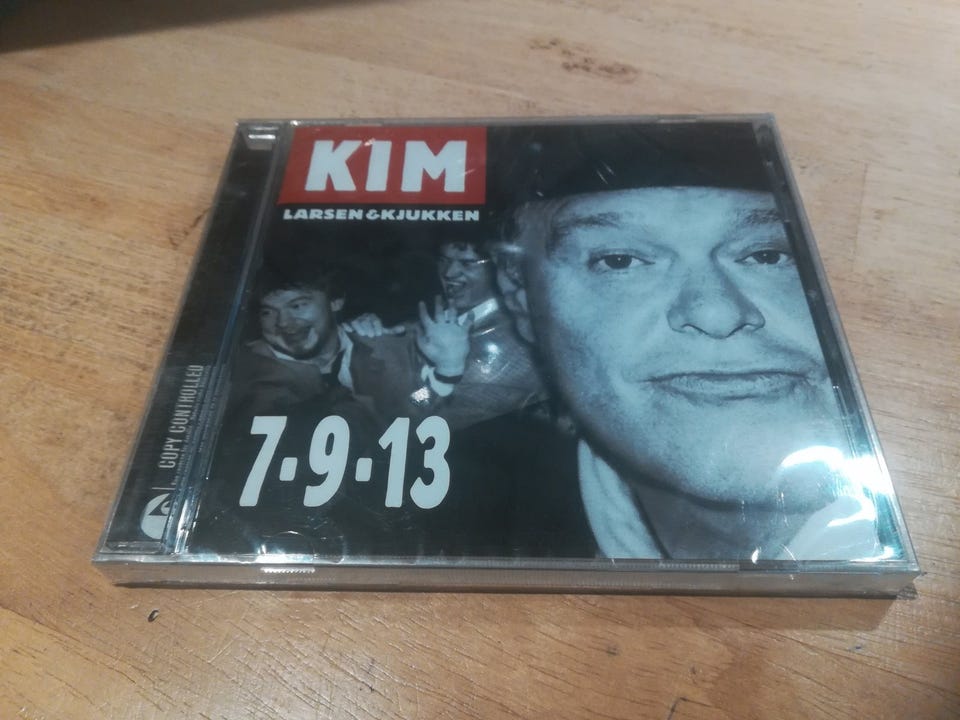 KIM
LARSEN & KJUKKEN
7-9-13
COPY CONTROLLED